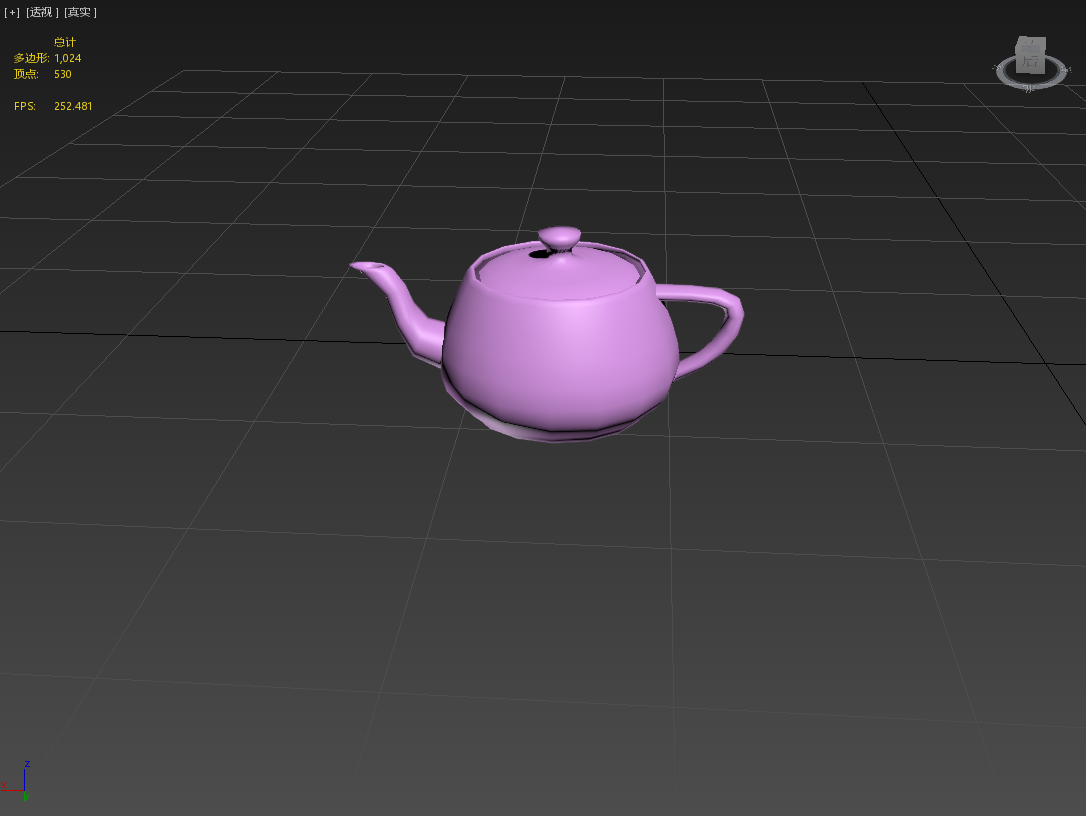 [+] [透视 ] [真实 ]
总计
多边形: 1,024
顶点: 530
FPS: 252.481
z
x